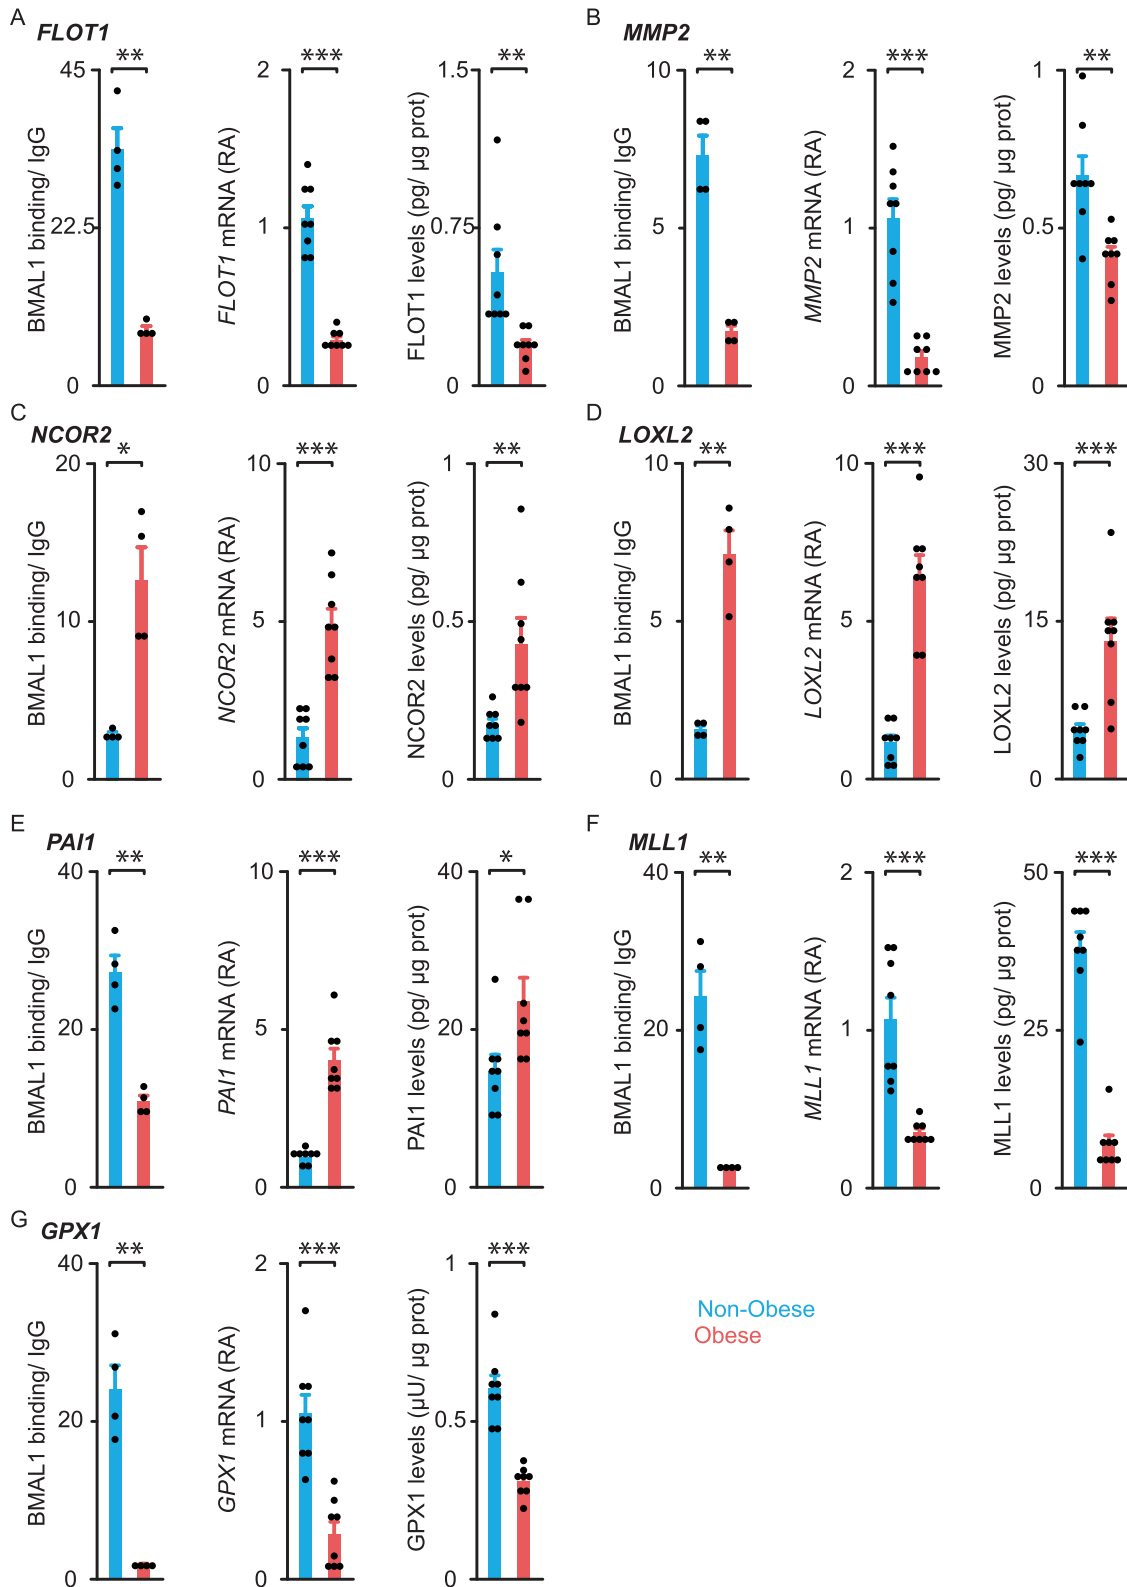 A
FLOT1
**
***
**
45
22.5
0
BMAL1 binding/ IgG
2
1
0
FLOT1 mRNA (RA)
1.5
0.75
0
FLOT1 levels (pg/ µg prot)
B
MMP2
**
***
**
10
5
0
BMAL1 binding/ IgG
2
1
0
MMP2 mRNA (RA)
1
0.5
0
MMP2 levels (pg/ µg prot)
C
NCOR2
*
***
**
20
10
0
BMAL1 binding/ IgG
10
5
0
NCOR2 mRNA (RA)
1
0.5
0
NCOR2 levels (pg/ µg prot)
D
LOXL2
**
***
***
10
5
0
BMAL1 binding/ IgG
10
5
0
LOXL2 mRNA (RA)
30
15
0
LOXL2 levels (pg/ µg prot)
E
PAI1
**
***
*
40
20
0
BMAL1 binding/ IgG
10
5
0
PAI1 mRNA (RA)
40
20
0
PAI1 levels (pg/ µg prot)
F
MLL1
**
***
***
40
20
0
BMAL1 binding/ IgG
2
1
0
MLL1 mRNA (RA)
50
25
0
MLL1 levels (pg/ µg prot)
G
GPX1
**
***
***
40
20
0
BMAL1 binding/ IgG
2
1
0
GPX1 mRNA (RA)
1
0.5
0
GPX1 levels (µU/ µg prot)
Non-Obese
Obese